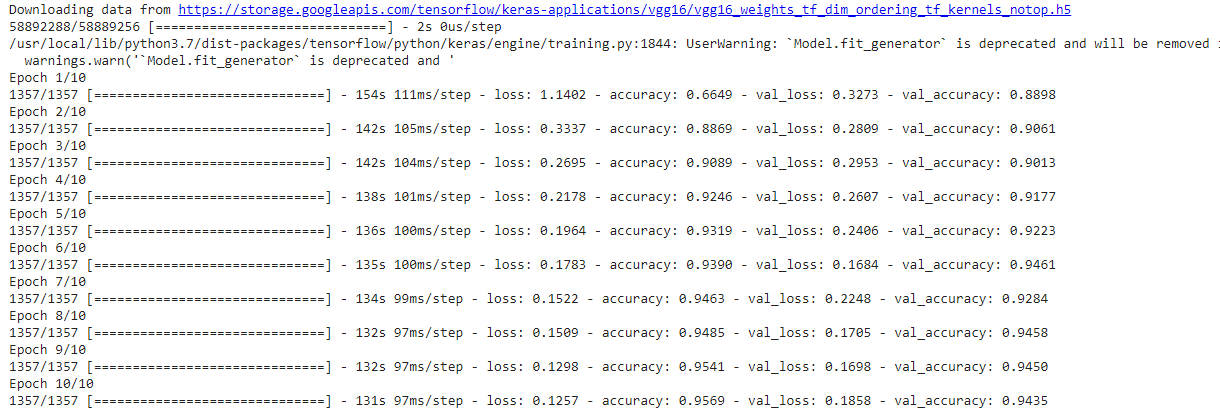 Downloading data from https://storage.googleapis.com/tensorflow/keras-applications/vgg16/vgg16_weights_tf_dim_ordering_tf_kernels_notop.h5
58892288/58889256 [==============================] - 2s 0us/step
/usr/local/lib/python3.7/dist-packages/tensorflow/python/keras/engine/training.py:1844: UserWarning: `Model.fit_generator` is deprecated and will be removed i
  warnings.warn('`Model.fit_generator` is deprecated and '
Epoch 1/10
1357/1357 [==============================] - 154s 111ms/step - loss: 1.1402 - accuracy: 0.6649 - val_loss: 0.3273 - val_accuracy: 0.8898
Epoch 2/10
1357/1357 [==============================] - 142s 105ms/step - loss: 0.3337 - accuracy: 0.8869 - val_loss: 0.2809 - val_accuracy: 0.9061
Epoch 3/10
1357/1357 [==============================] - 142s 104ms/step - loss: 0.2695 - accuracy: 0.9089 - val_loss: 0.2953 - val_accuracy: 0.9013
Epoch 4/10
1357/1357 [==============================] - 138s 101ms/step - loss: 0.2178 - accuracy: 0.9246 - val_loss: 0.2607 - val_accuracy: 0.9177
Epoch 5/10
1357/1357 [==============================] - 136s 100ms/step - loss: 0.1964 - accuracy: 0.9319 - val_loss: 0.2406 - val_accuracy: 0.9223
Epoch 6/10
1357/1357 [==============================] - 135s 100ms/step - loss: 0.1783 - accuracy: 0.9390 - val_loss: 0.1684 - val_accuracy: 0.9461
Epoch 7/10
1357/1357 [==============================] - 134s 99ms/step - loss: 0.1522 - accuracy: 0.9463 - val_loss: 0.2248 - val_accuracy: 0.9284
Epoch 8/10
1357/1357 [==============================] - 132s 97ms/step - loss: 0.1509 - accuracy: 0.9485 - val_loss: 0.1705 - val_accuracy: 0.9458
Epoch 9/10
1357/1357 [==============================] - 132s 97ms/step - loss: 0.1298 - accuracy: 0.9541 - val_loss: 0.1698 - val_accuracy: 0.9450
Epoch 10/10
1357/1357 [==============================] - 131s 97ms/step - loss: 0.1257 - accuracy: 0.9569 - val_loss: 0.1858 - val_accuracy: 0.9435